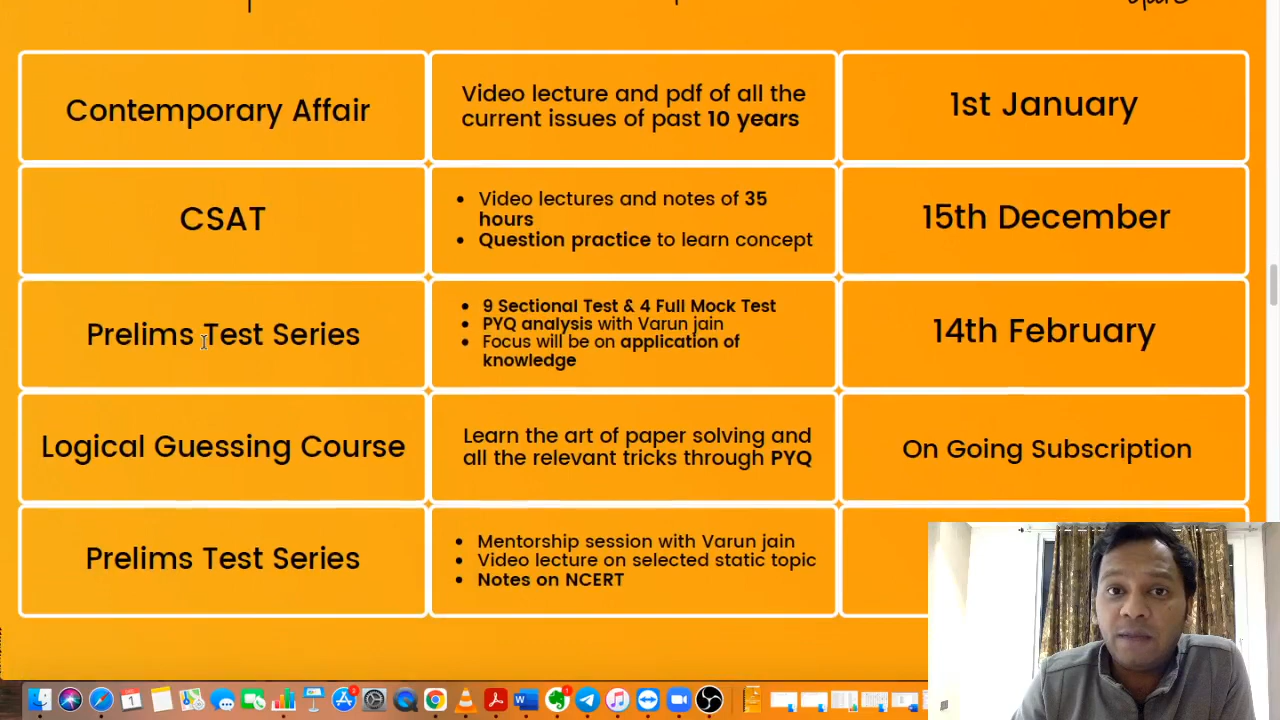 Contemporary Affair
Video lecture and pdf of all the
current issues of past 10 years
1st January
CSAT
• Video lectures and notes of 35
hours
• Question practice to learn concept
15th December
Prelims Test Series
• 9 Sectional Test & 4 Full Mock Test
• PYQ analysis with Varun jain
• Focus will be on application of
knowledge
14th February
Logical Guessing Course
Learn the art of paper solving and
all the relevant tricks through PYQ
On Going Subscription
Prelims Test Series
• Mentorship session with Varun jain
• Video lecture on selected static topic
• Notes on NCERT